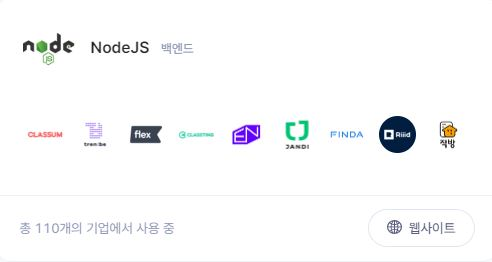 node
JS
NodeJS 백엔드
CLASSUM
flex
CLASSTING
EN
JANDI
FINDA
Riiid
직방
총 110개의 기업에서 사용 중
웹사이트